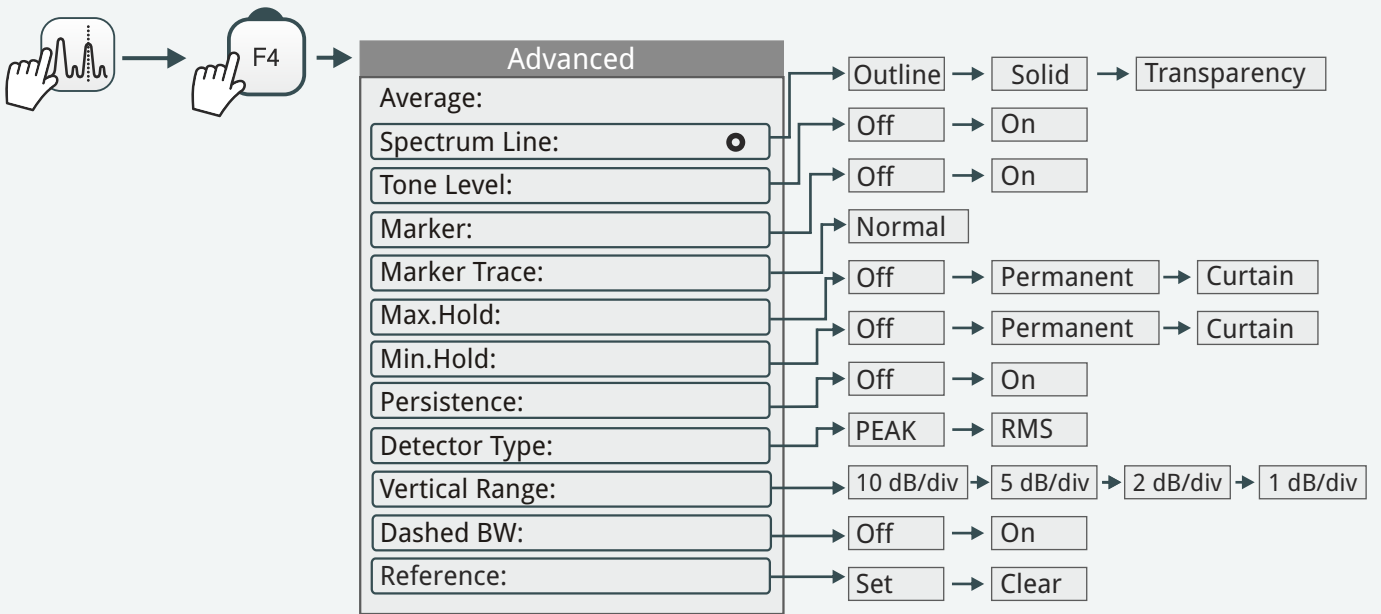 F4
Advanced
Average:
Spectrum Line:
Outline Solid Transparency
Tone Level:
Off On
Marker:
Off On
Marker Trace:
Normal
Max.Hold:
Off Permanent Curtain
Min.Hold:
Off Permanent Curtain
Persistence:
Off On
Detector Type:
PEAK RMS
Vertical Range:
10 dB/div 5 dB/div 2 dB/div 1 dB/div
Dashed BW:
Off On
Reference:
Set Clear